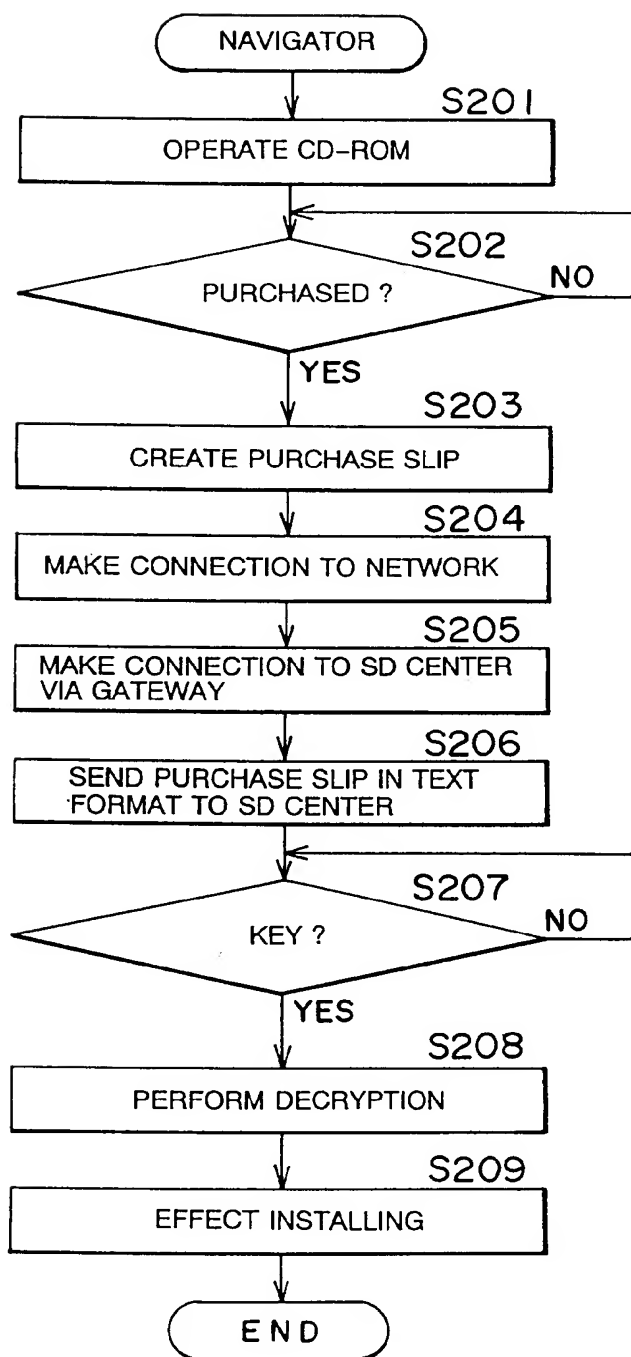 NAVIGATOR
S201
OPERATE CD-ROM
S202
PURCHASED ?
NO
YES
S203
CREATE PURCHASE SLIP
S204
MAKE CONNECTION TO NETWORK
S205
MAKE CONNECTION TO SD CENTER
VIA GATEWAY
S206
SEND PURCHASE SLIP IN TEXT
FORMAT TO SD CENTER
S207
KEY ?
NO
YES
S208
PERFORM DECRYPTION
S209
EFFECT INSTALLING
END